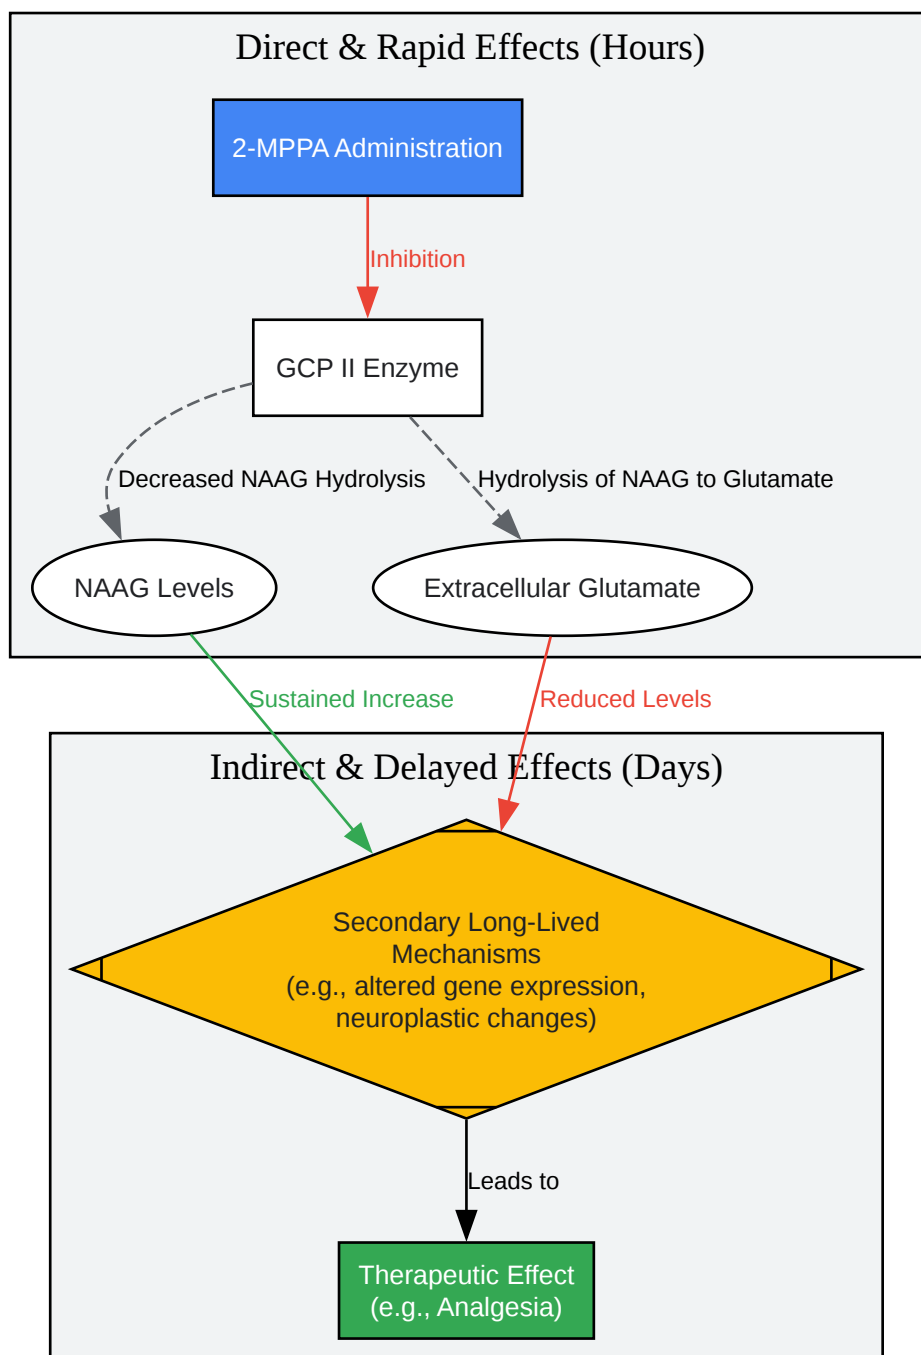 Direct & Rapid Effects (Hours)
2-MPPA Administration
Inhibition
GCP II Enzyme
Decreased NAAG Hydrolysis
Hydrolysis of NAAG to Glutamate
NAAG Levels
Extracellular Glutamate
Sustained Increase
Reduced Levels
Indirect & Delayed Effects (Days)
Secondary Long-Lived
Mechanisms
(e.g., altered gene expression,
neuroplastic changes)
Leads to
Therapeutic Effect
(e.g., Analgesia)